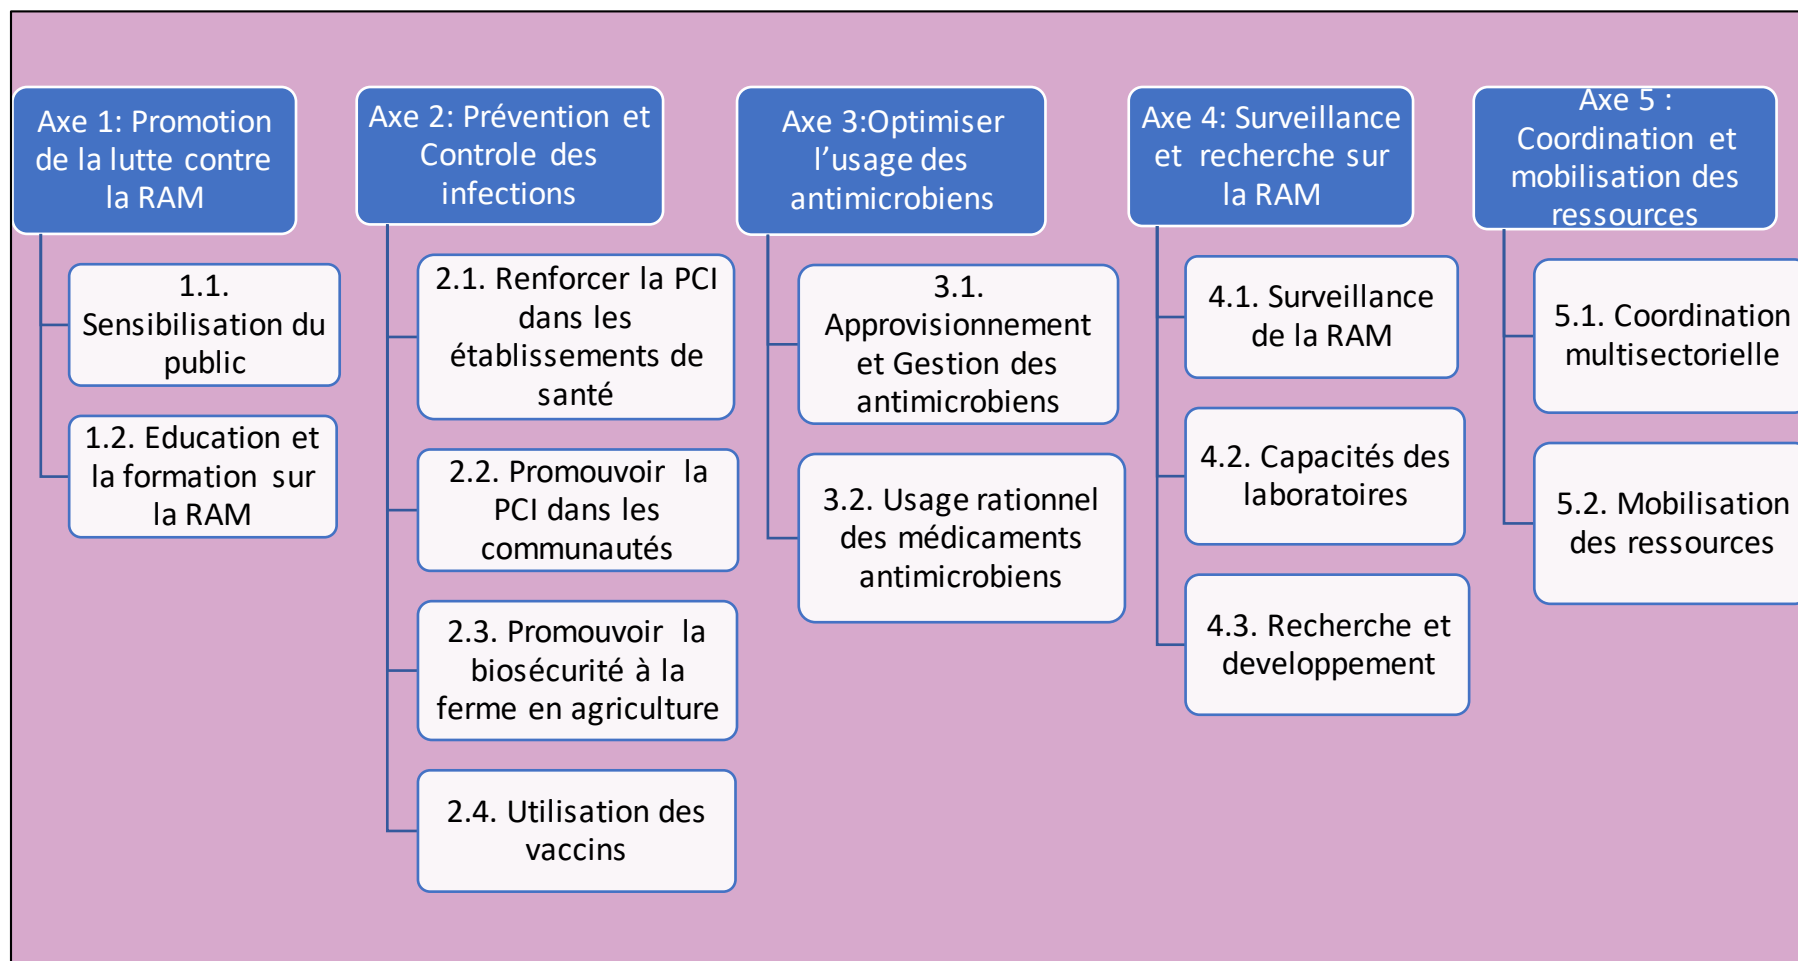 Axe 1: Promotion
de la lutte contre
la RAM
1.1.
Sensibilisation du
public
1.2. Education et
la formation sur
la RAM
Axe 2: Prévention et
Controle des
infections
2.1. Renforcer la PCI
dans les
établissements de
santé
2.2. Promouvoir la
PCI dans les
communautés
2.3. Promouvoir la
biosécurité à la
ferme en agriculture
2.4. Utilisation des
vaccins
Axe 3:Optimiser
l’usage des
antimicrobiens
3.1.
Approvisionnement
et Gestion des
antimicrobiens
3.2. Usage rationnel
des médicaments
antimicrobiens
Axe 4: Surveillance
et recherche sur
la RAM
4.1. Surveillance
de la RAM
4.2. Capacités des
laboratoires
4.3. Recherche et
developpement
Axe 5 :
Coordination et
mobilisation des
ressources
5.1. Coordination
multisectorielle
5.2. Mobilisation
des ressources